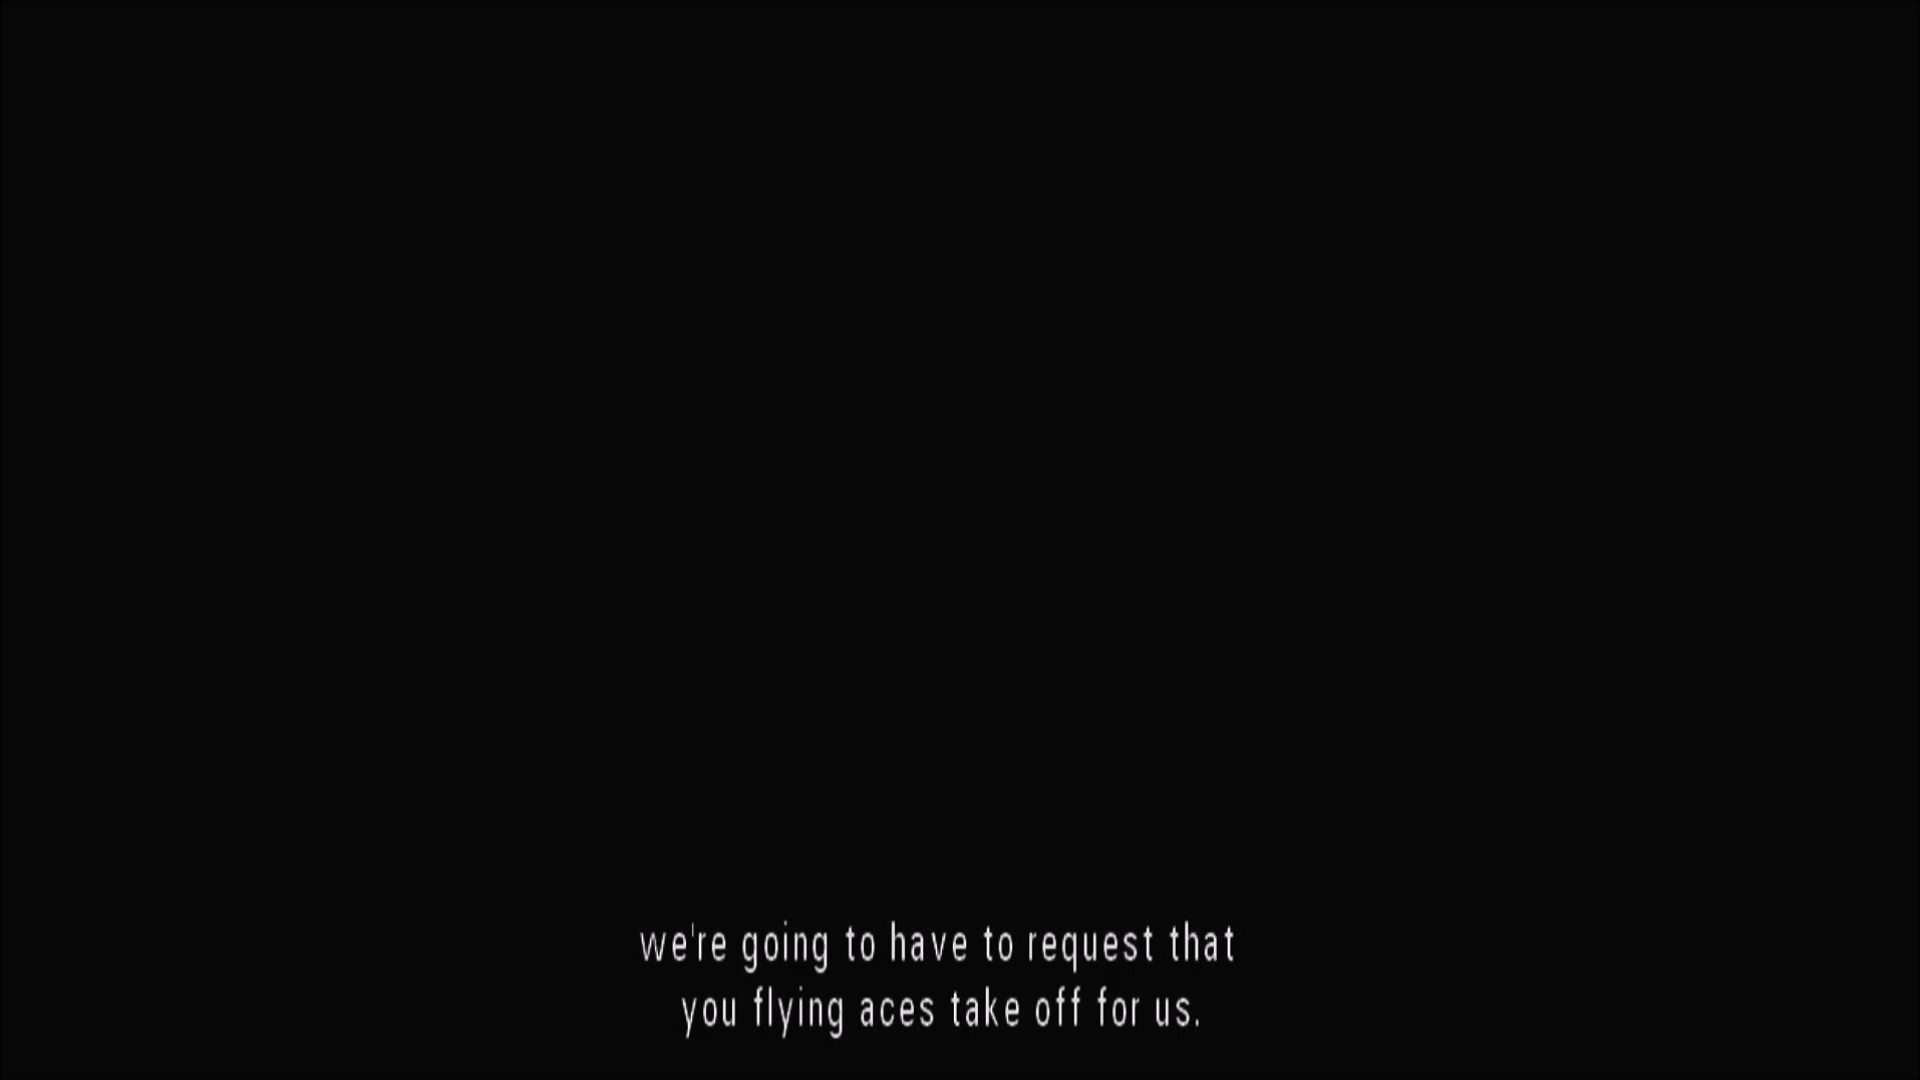 we're going to have to request that
you flying aces take off for us.